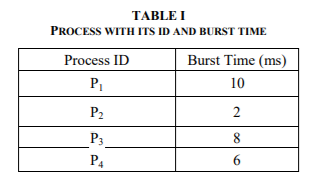 TABLE I
PROCESS WITH ITS ID AND BURST TIME
Process ID Burst Time (ms)
P1 10
P2 2
P3 8
P4 6